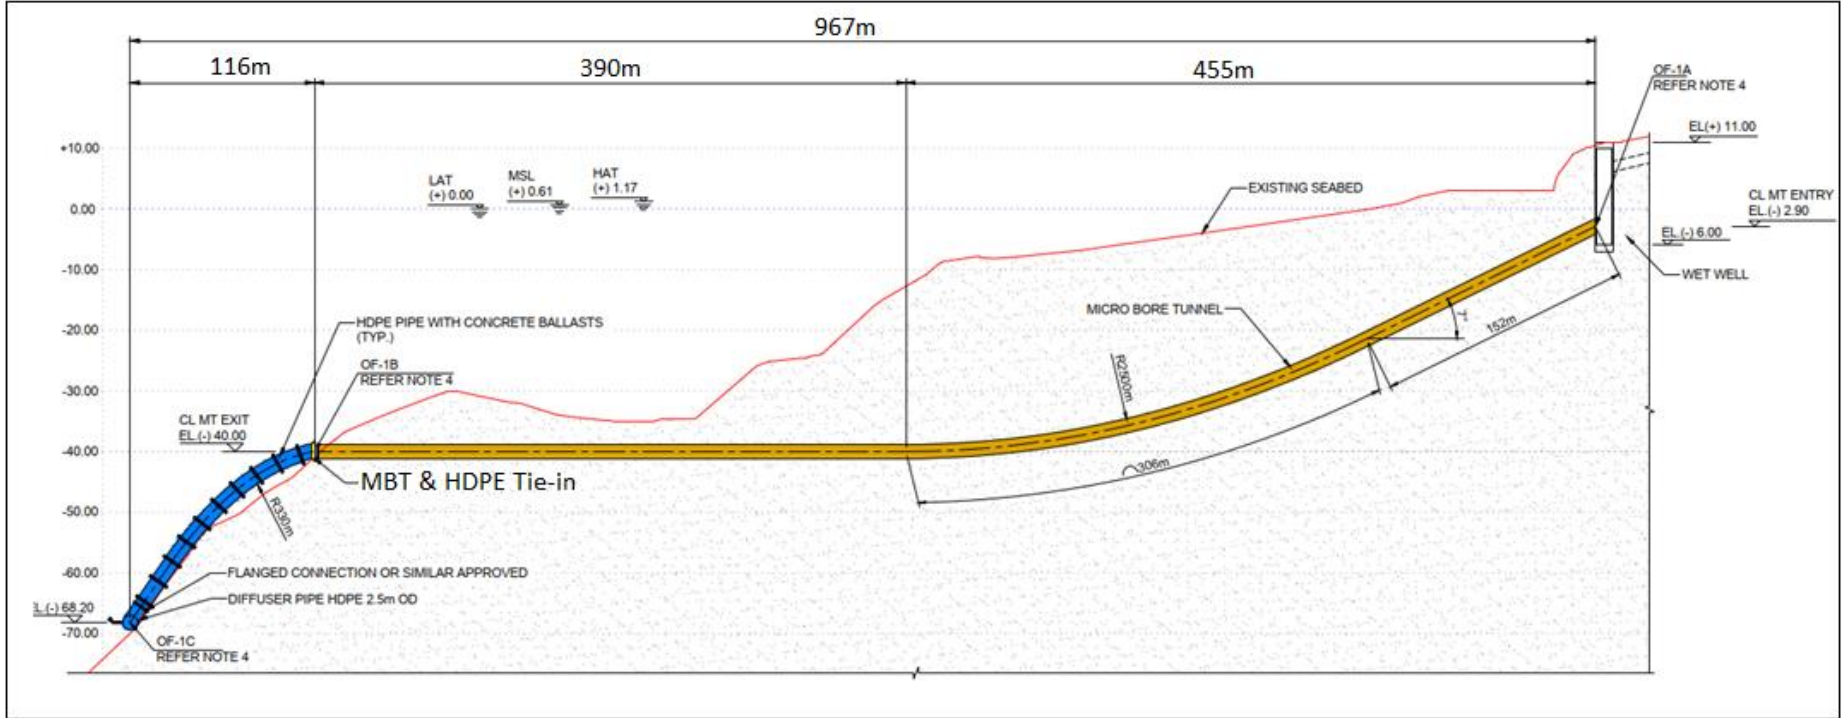 967m
116m
390m
455m
OF-1A
REFER NOTE 4
EL(+) 11.00
+10.00
LAT
(+) 0.00
MSL
(+) 0.61
HAT
(+) 1.17
EXISTING SEABED
CL MT ENTRY
EL.(-) 2.90
0.00
EL.(-) 6.00
WET WELL
-10.00
MICRO BORE TUNNEL
7°
152m
-20.00
HDPE PIPE WITH CONCRETE BALLASTS
(TYP.)
OF-1B
REFER NOTE 4
R2500m
-30.00
CL MT EXIT
EL.(-) 40.00
-40.00
MBT & HDPE Tie-in
306m
R330m
-50.00
FLANGED CONNECTION OR SIMILAR APPROVED
-60.00
DIFFUSER PIPE HDPE 2.5m OD
L.(-) 68.20
-70.00
OF-1C
REFER NOTE 4